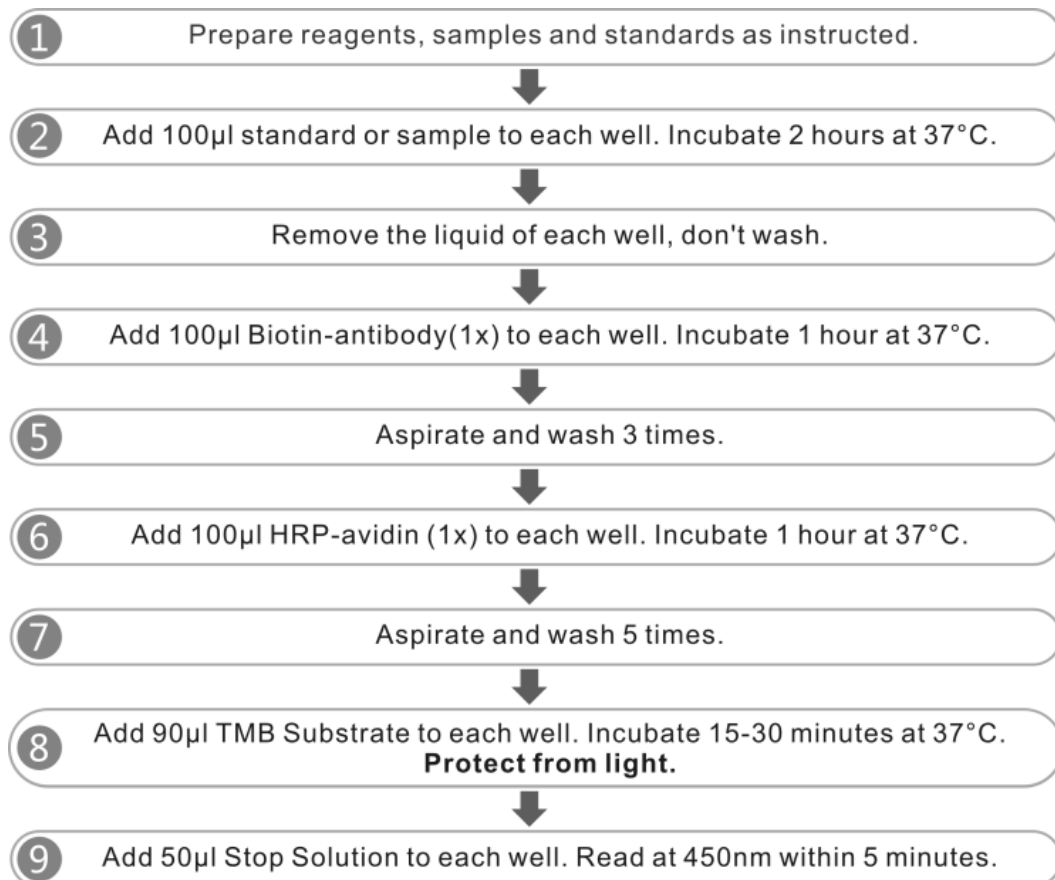 1 Prepare reagents, samples and standards as instructed.
2 Add 100µl standard or sample to each well. Incubate 2 hours at 37°C.
3 Remove the liquid of each well, don't wash.
4 Add 100µl Biotin-antibody(1x) to each well. Incubate 1 hour at 37°C.
5 Aspirate and wash 3 times.
6 Add 100µl HRP-avidin (1x) to each well. Incubate 1 hour at 37°C.
7 Aspirate and wash 5 times.
8 Add 90µl TMB Substrate to each well. Incubate 15-30 minutes at 37°C.
Protect from light.
9 Add 50µl Stop Solution to each well. Read at 450nm within 5 minutes.